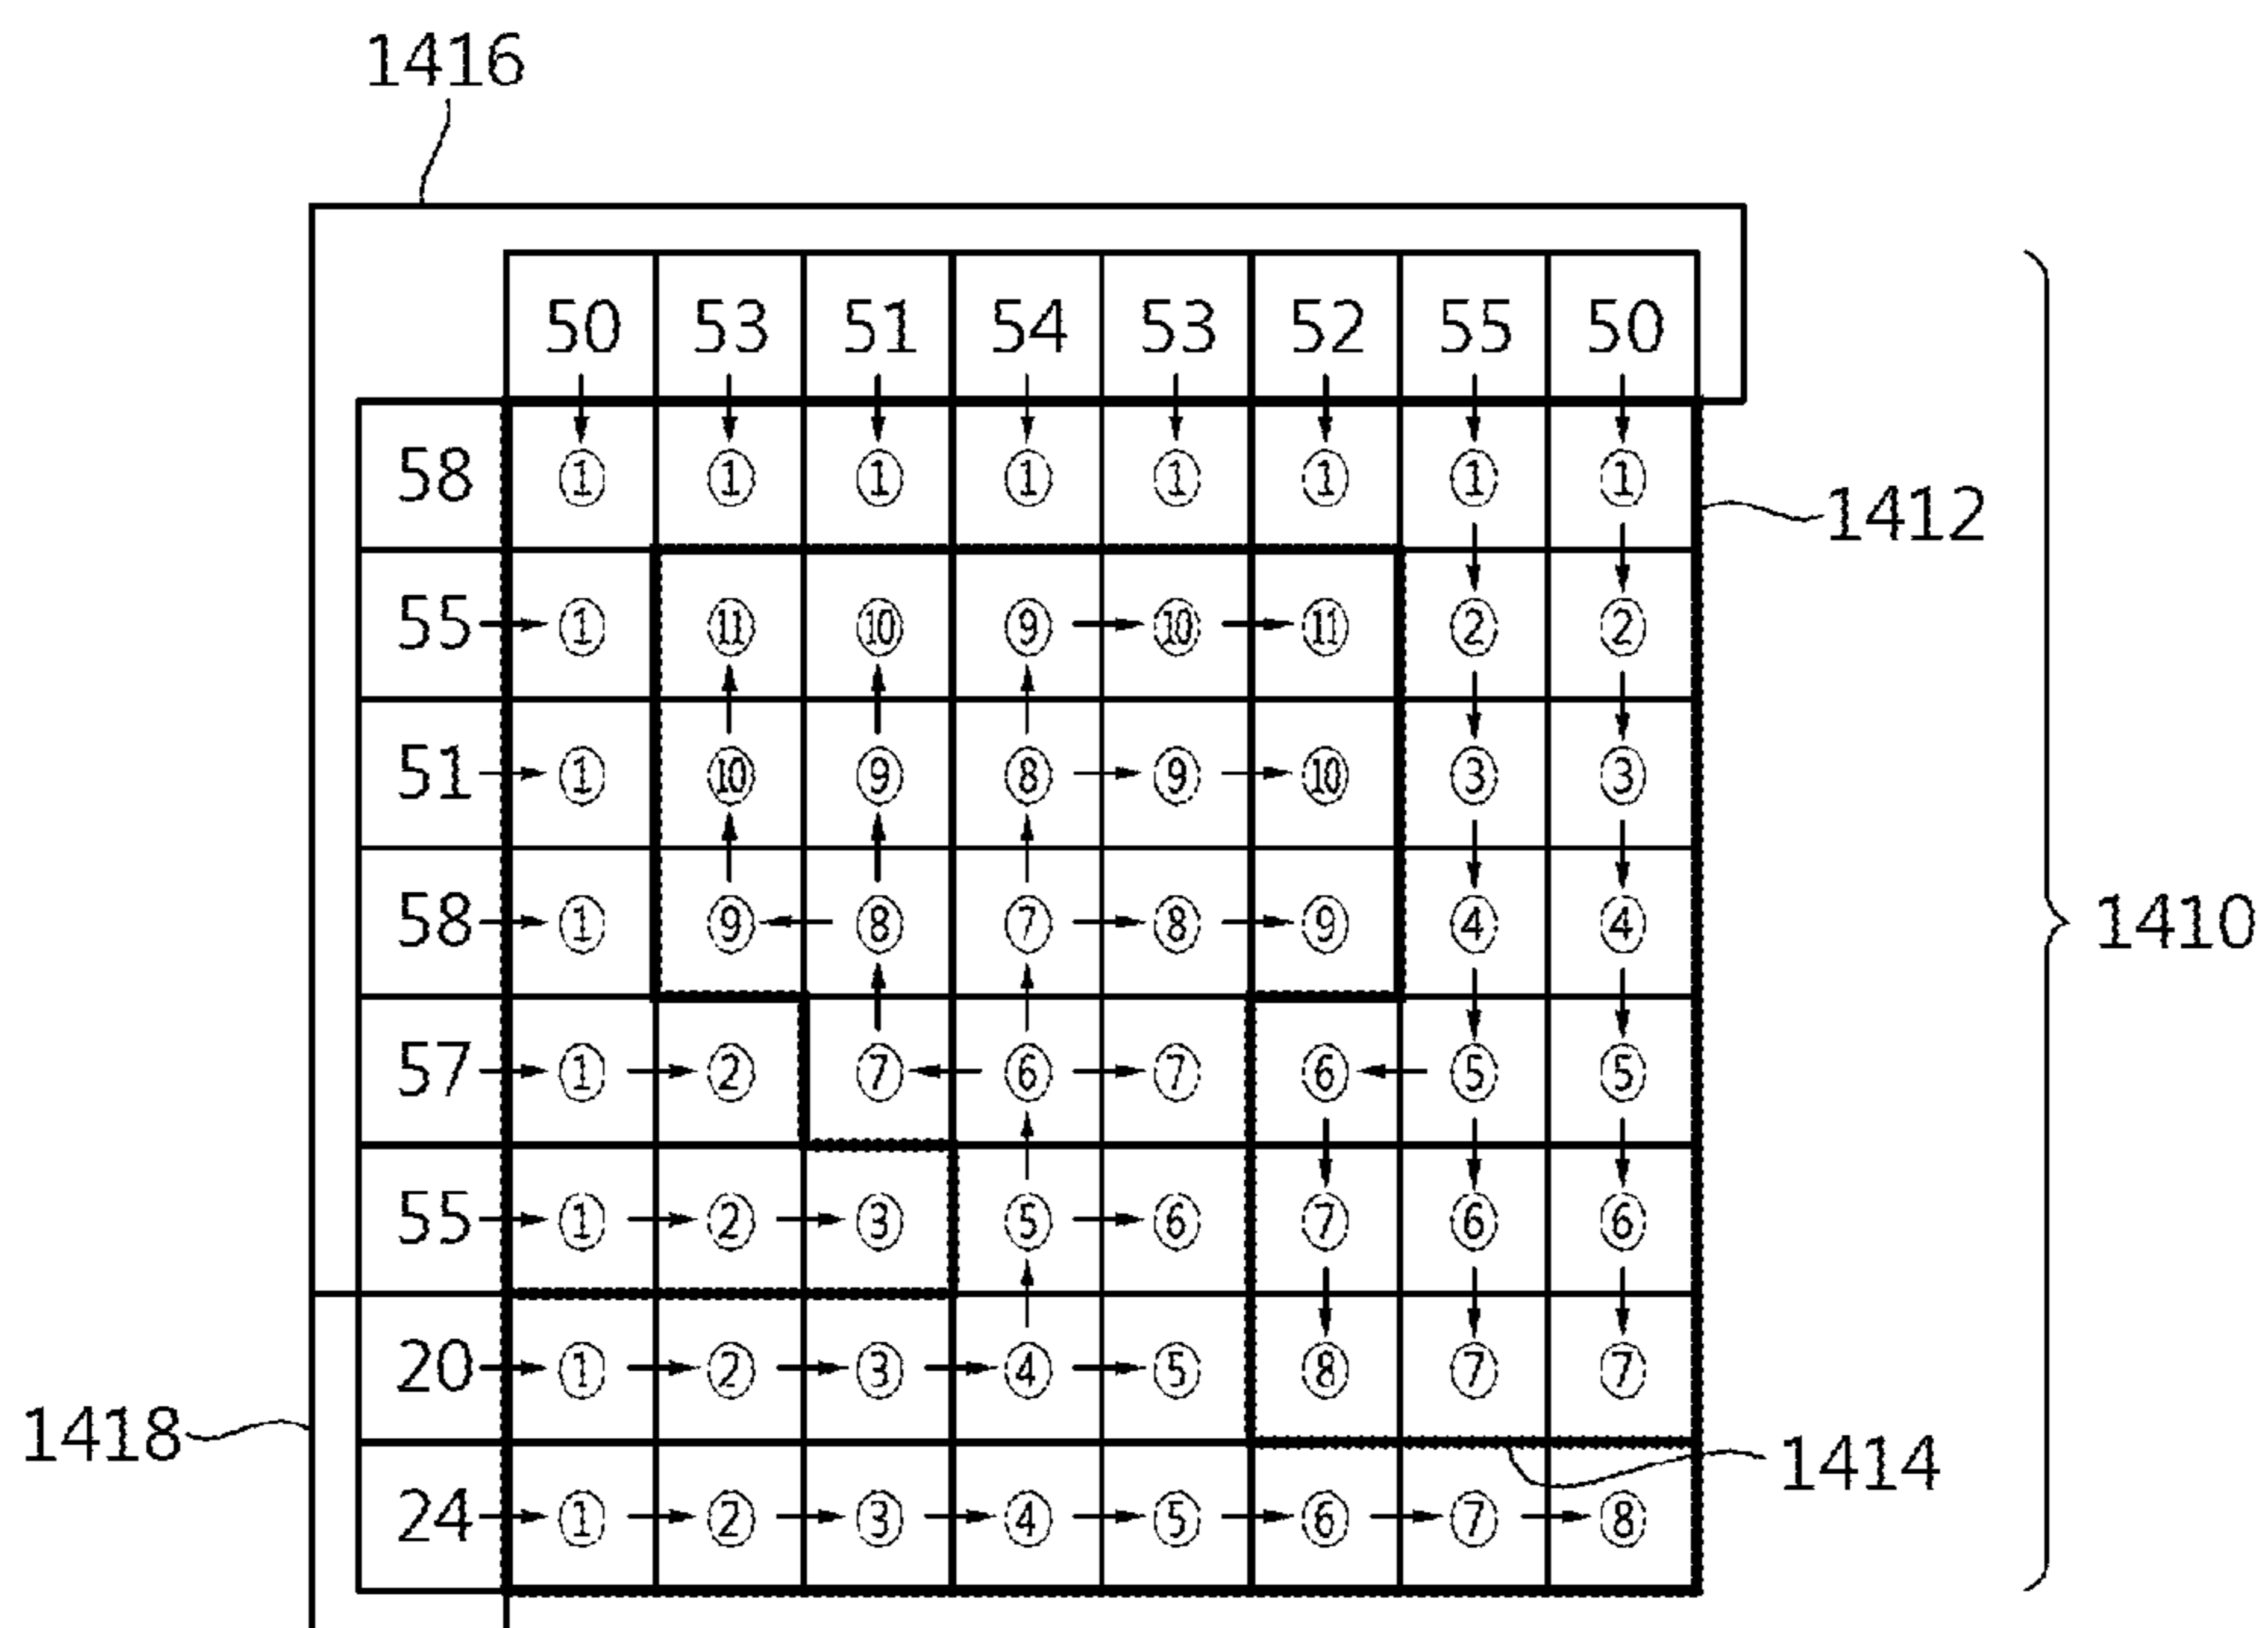 1416
50 53 51 54 53 52 55 50
58 ① ① ① ① ① ① ① ①
1412
55 ① ⑪ ⑩ ⑨ ⑩ ⑪ ② ②
51 ① ⑩ ⑨ ⑧ ⑨ ⑩ ③ ③
58 ① ⑨ ⑧ ⑦ ⑧ ⑨ ④ ④
1410
57 ① ② ⑦ ⑥ ⑦ ⑥ ⑤ ⑤
55 ① ② ③ ⑤ ⑥ ⑦ ⑥ ⑥
20 ① ② ③ ④ ⑤ ⑧ ⑦ ⑦
1418
1414
24 ① ② ③ ④ ⑤ ⑥ ⑦ ⑧